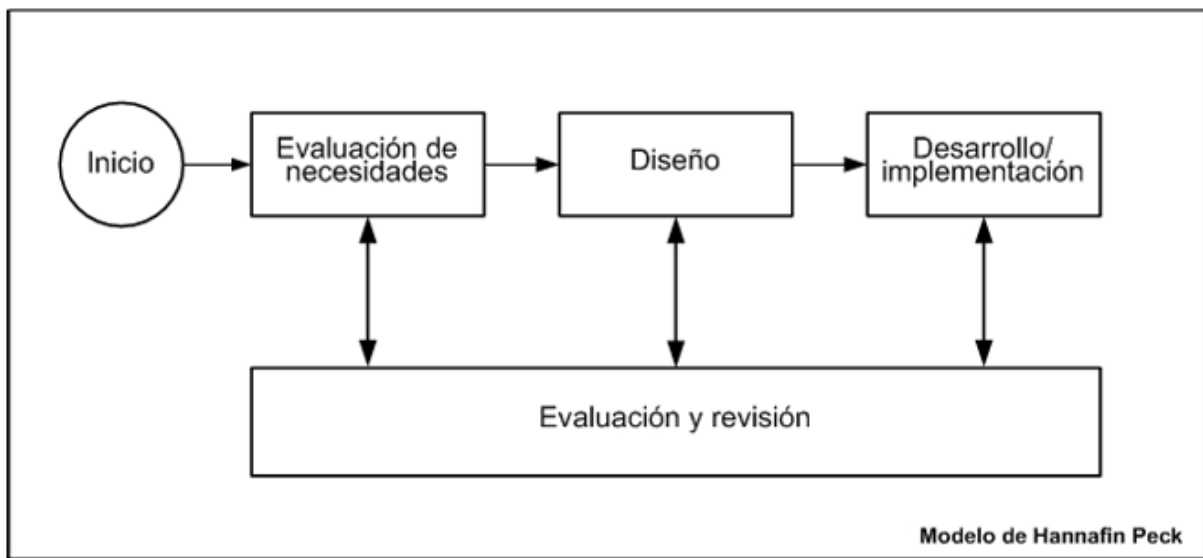 Inicio
Evaluación de
necesidades
Diseño
Desarrollo/
implementación
Evaluación y revisión
Modelo de Hannafin Peck